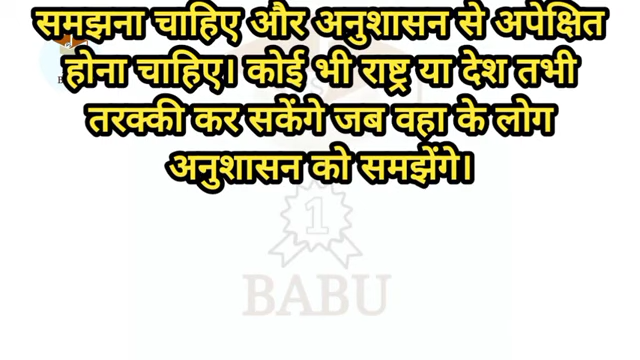 समझना चाहिए और अनुशासन से अपेक्षित
होना चाहिए। कोई भी राष्ट्र या देश तभी
तरक्की कर सकेंगे जब वहा के लोग
अनुशासन को समझेंगे।
1
BABU